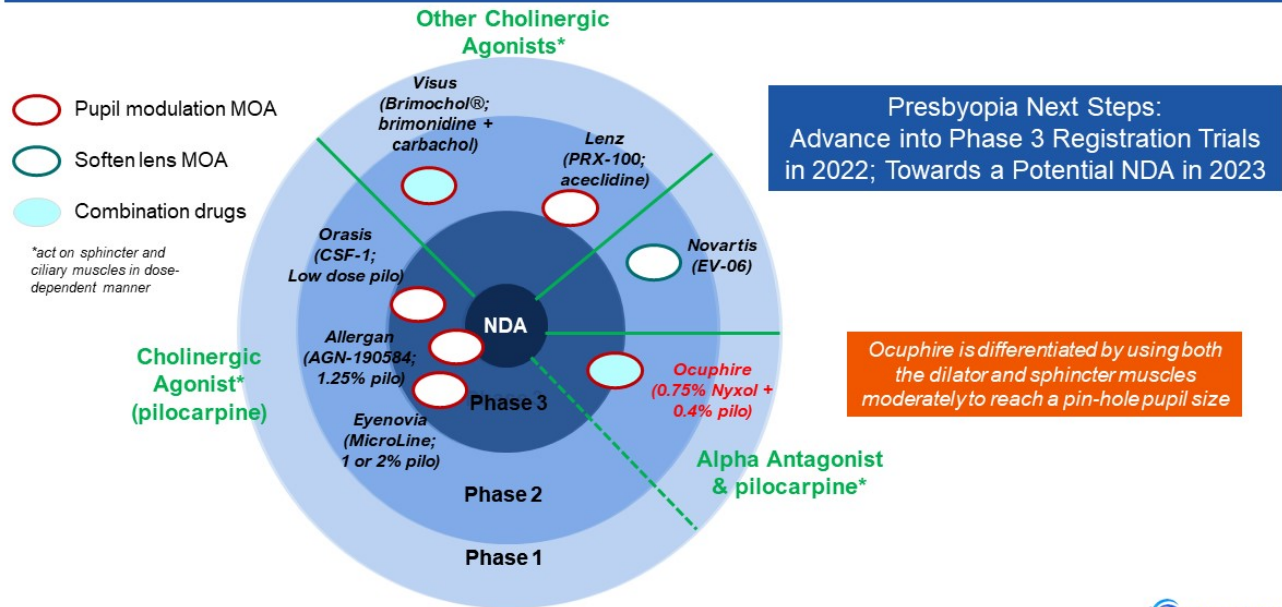 Other Cholinergic
Agonists*
Pupil modulation MOA
Soften lens MOA
Combination drugs
*act on sphincter and
ciliary muscles in dose-
dependent manner
Visus
(Brimochol®;
brimonidine +
carbachol)
Lenz
(PRX-100;
aceclidine)
Orasis
(CSF-1;
Low dose pilo)
Novartis
(EV-06)
NDA
Allergan
(AGN-190584;
1.25% pilo)
Cholinergic
Agonist*
(pilocarpine)
Eyenovia
(MicroLine;
1 or 2% pilo)
Ocuphire
(0.75% Nyxol +
0.4% pilo)
Phase 3
Alpha Antagonist
& pilocarpine*
Phase 2
Phase 1
Presbyopia Next Steps:
Advance into Phase 3 Registration Trials
in 2022; Towards a Potential NDA in 2023
Ocuphire is differentiated by using both
the dilator and sphincter muscles
moderately to reach a pin-hole pupil size